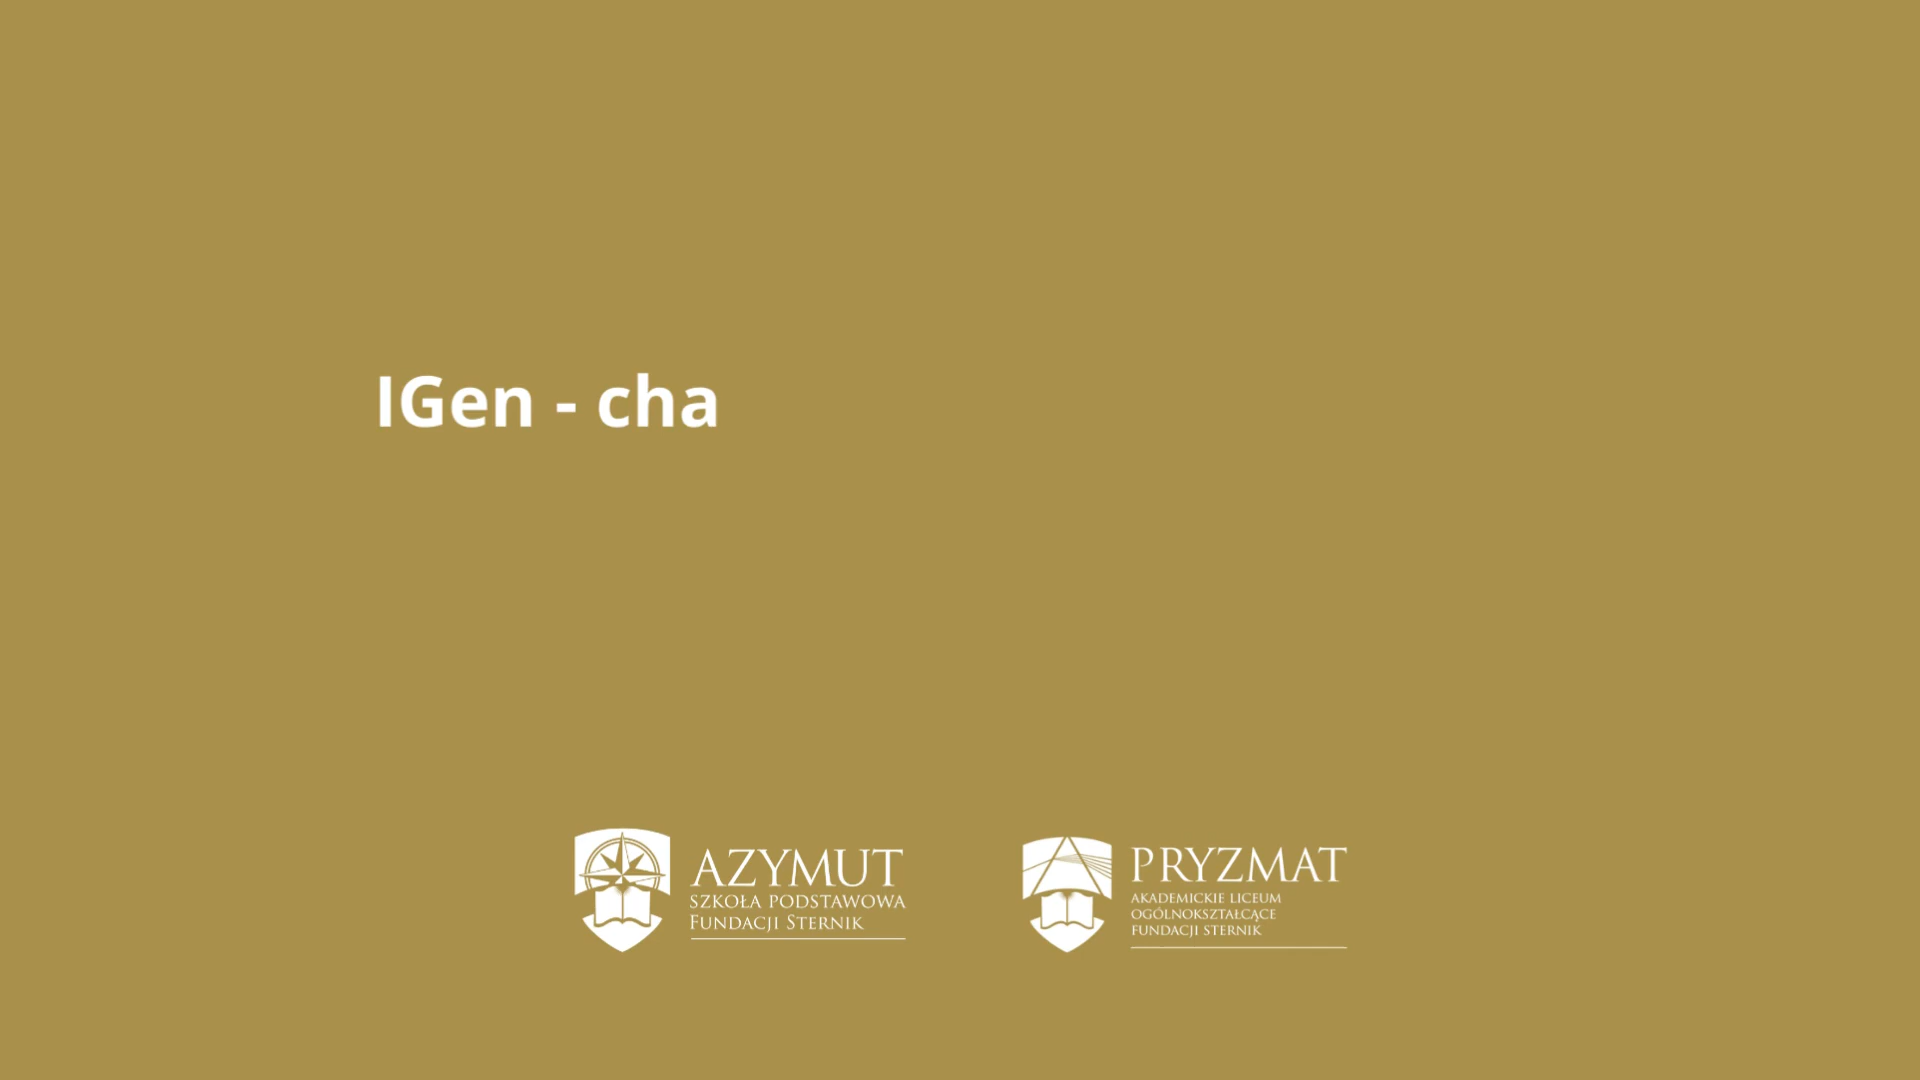 IGen - cha
AZYMUT
SZKOŁA PODSTAWOWA
FUNDACJI STERNIK
PRYZMAT
AKADEMICKIE LICEUM
OGÓLNOKSZTAŁCĄCE
FUNDACJI STERNIK